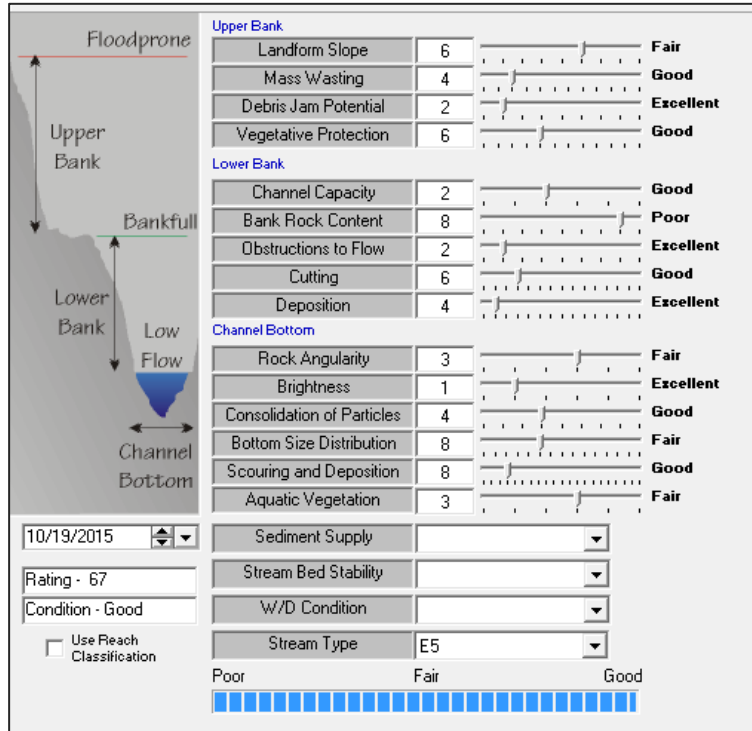 Floodprone
Upper
Bank
Bankfull
Lower
Bank
Low
Flow
Channel
Bottom
Upper Bank
Landform Slope 6 Fair
Mass Wasting 4 Good
Debris Jam Potential 2 Excellent
Vegetative Protection 6 Good
Lower Bank
Channel Capacity 2 Good
Bank Rock Content 8 Poor
Obstructions to Flow 2 Excellent
Cutting 6 Good
Deposition 4 Excellent
Channel Bottom
Rock Angularity 3 Fair
Brightness 1 Excellent
Consolidation of Particles 4 Good
Bottom Size Distribution 8 Fair
Scouring and Deposition 8 Good
Aquatic Vegetation 3 Fair
10/19/2015
Rating - 67
Condition - Good
Use Reach
Classification
Sediment Supply
Stream Bed Stability
W/D Condition
Stream Type E5
Poor Fair Good